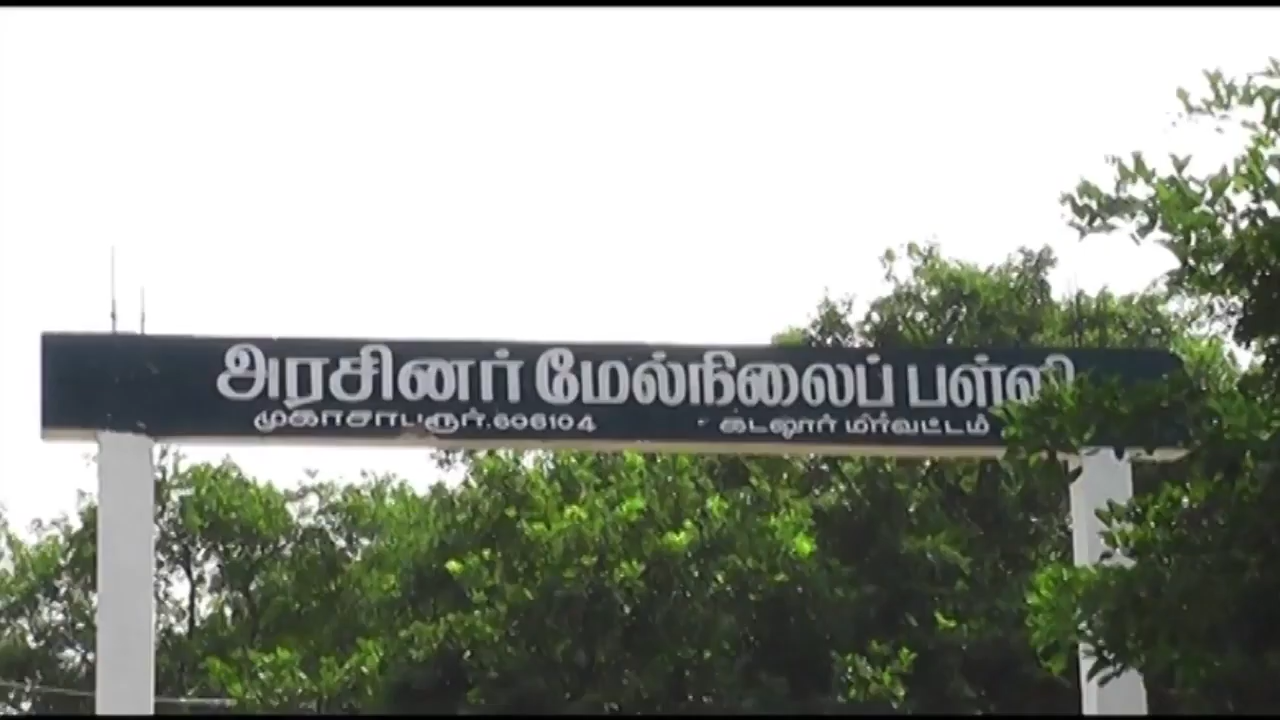 அரசினர் மேல்நிலைப் பள்ளி
முகாசாபரூர்.606104 கடலூர் மாவட்டம்